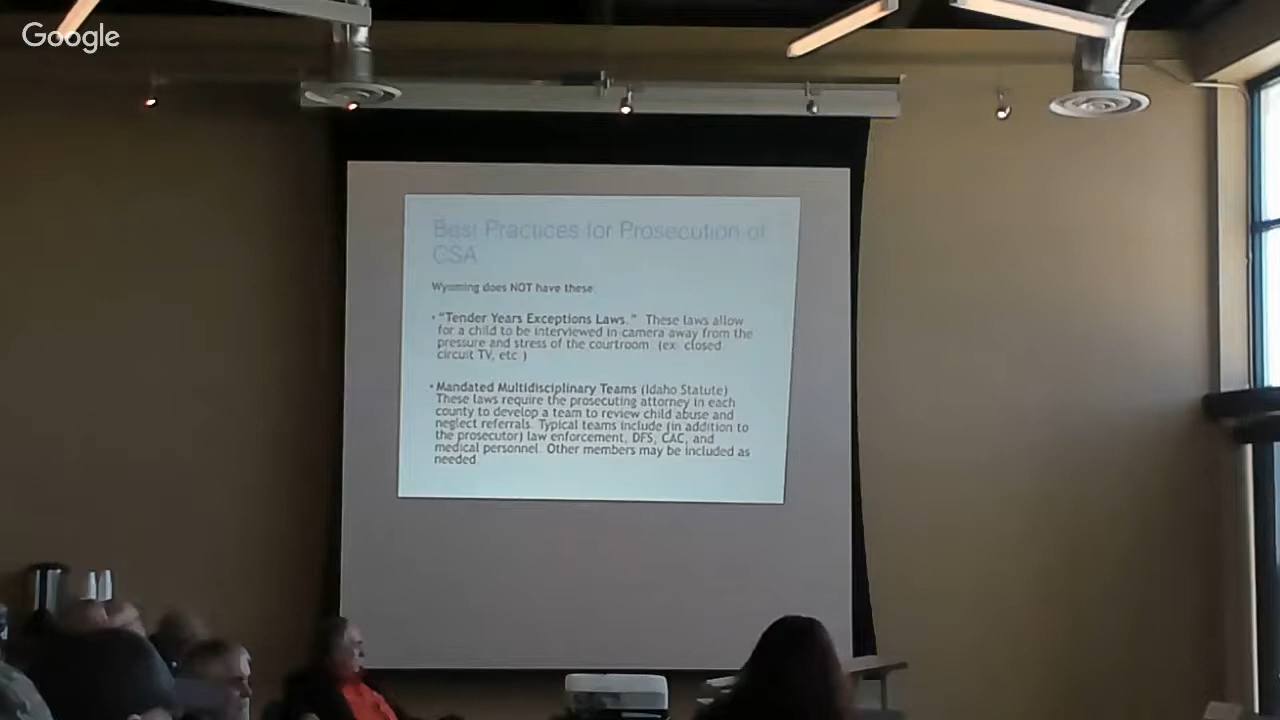 Google
Best Practices for Prosecution of
CSA
Wyoming does NOT have these:
• "Tender Years Exceptions Laws." These laws allow
for a child to be interviewed in camera away from the
pressure and stress of the courtroom. (ex: closed
circuit TV, etc.)
• Mandated Multidisciplinary Teams (Idaho Statute)
These laws require the prosecuting attorney in each
county to develop a team to review child abuse and
neglect referrals. Typical teams include (in addition to
the prosecutor) law enforcement, DFS, CAC, and
medical personnel. Other members may be included as
needed.